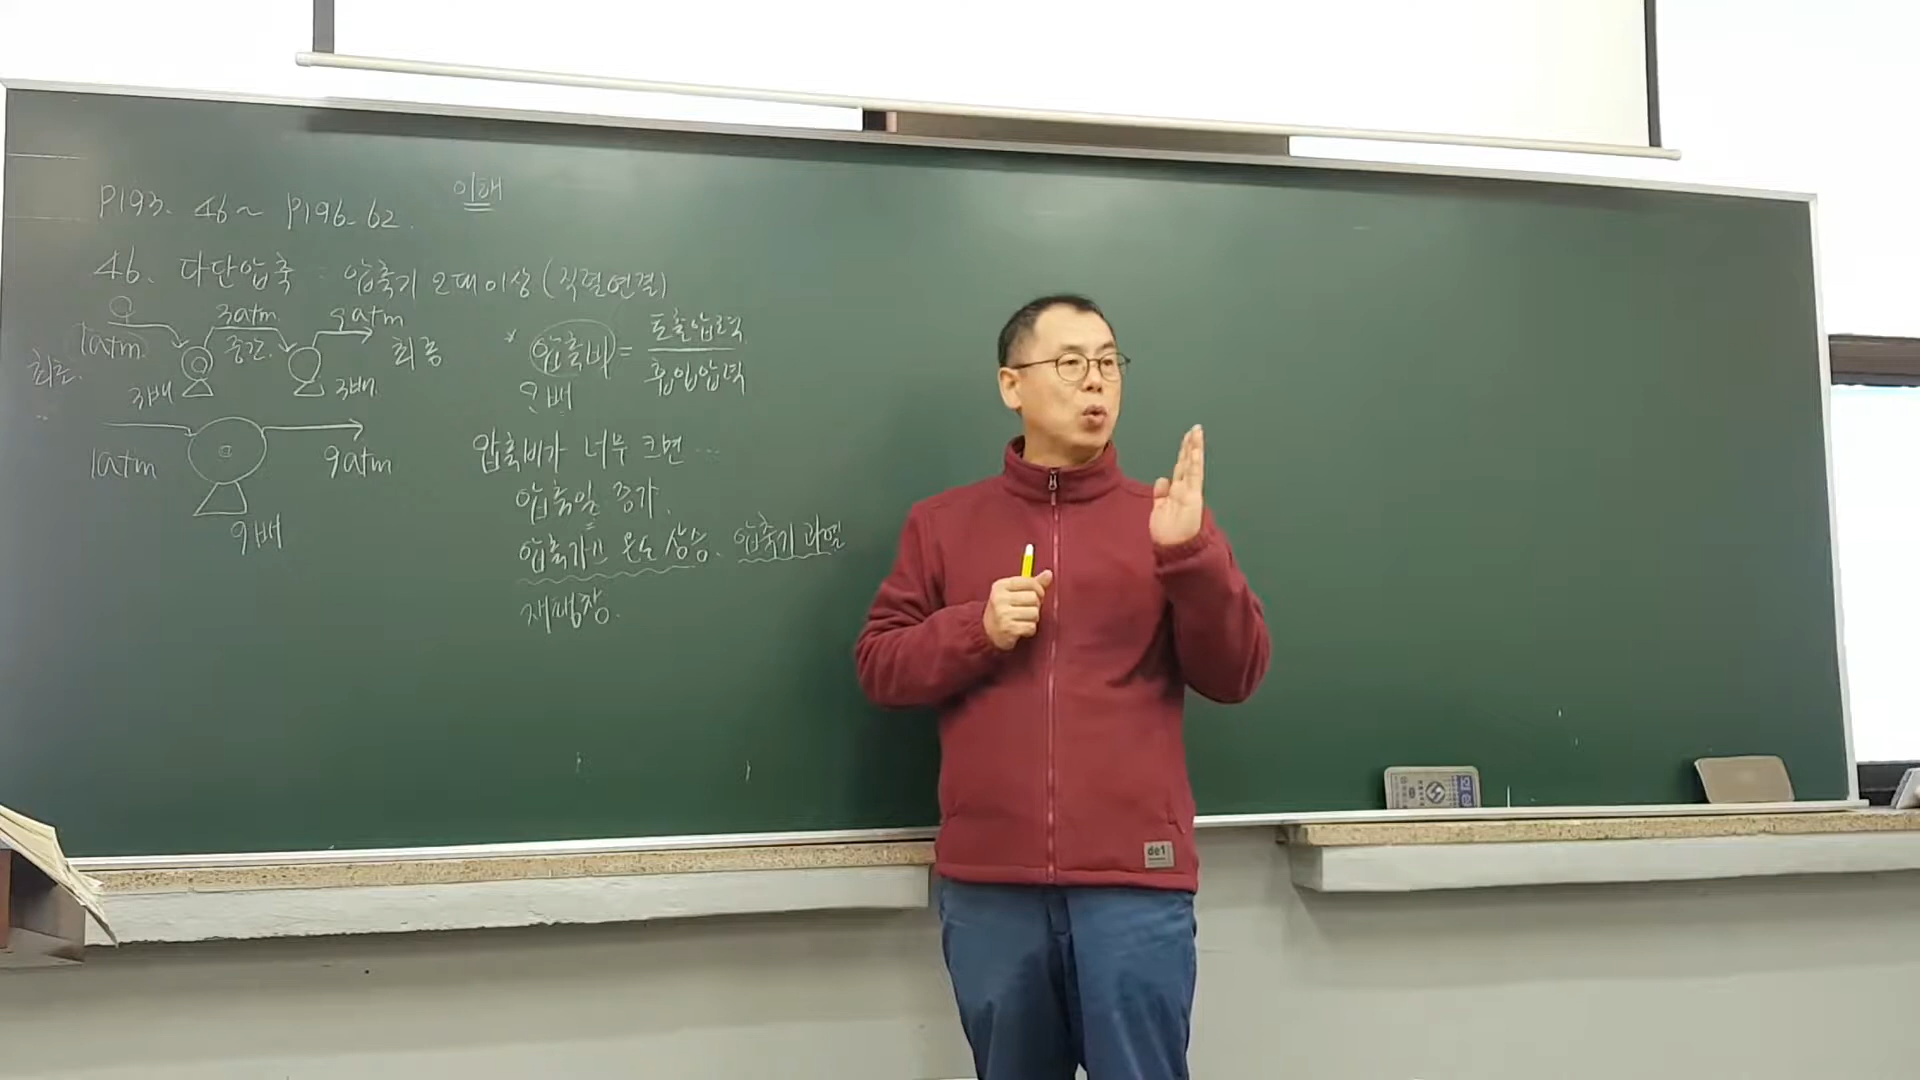 P193. 46 ~ P196. 62.
이해
46. 다단압축 : 압축기 2대이상 (직렬연결)
1atm.
3atm
9atm
최초.
중간.
최종
3배
3배.
1atm
9atm
9배
* 압축비 = 토출압력 / 흡입압력
몇배
압축비가 너무 크면 ...
압축일 증가.
압축가스 온도 상승. 압축기 과열
재팽창.
de1